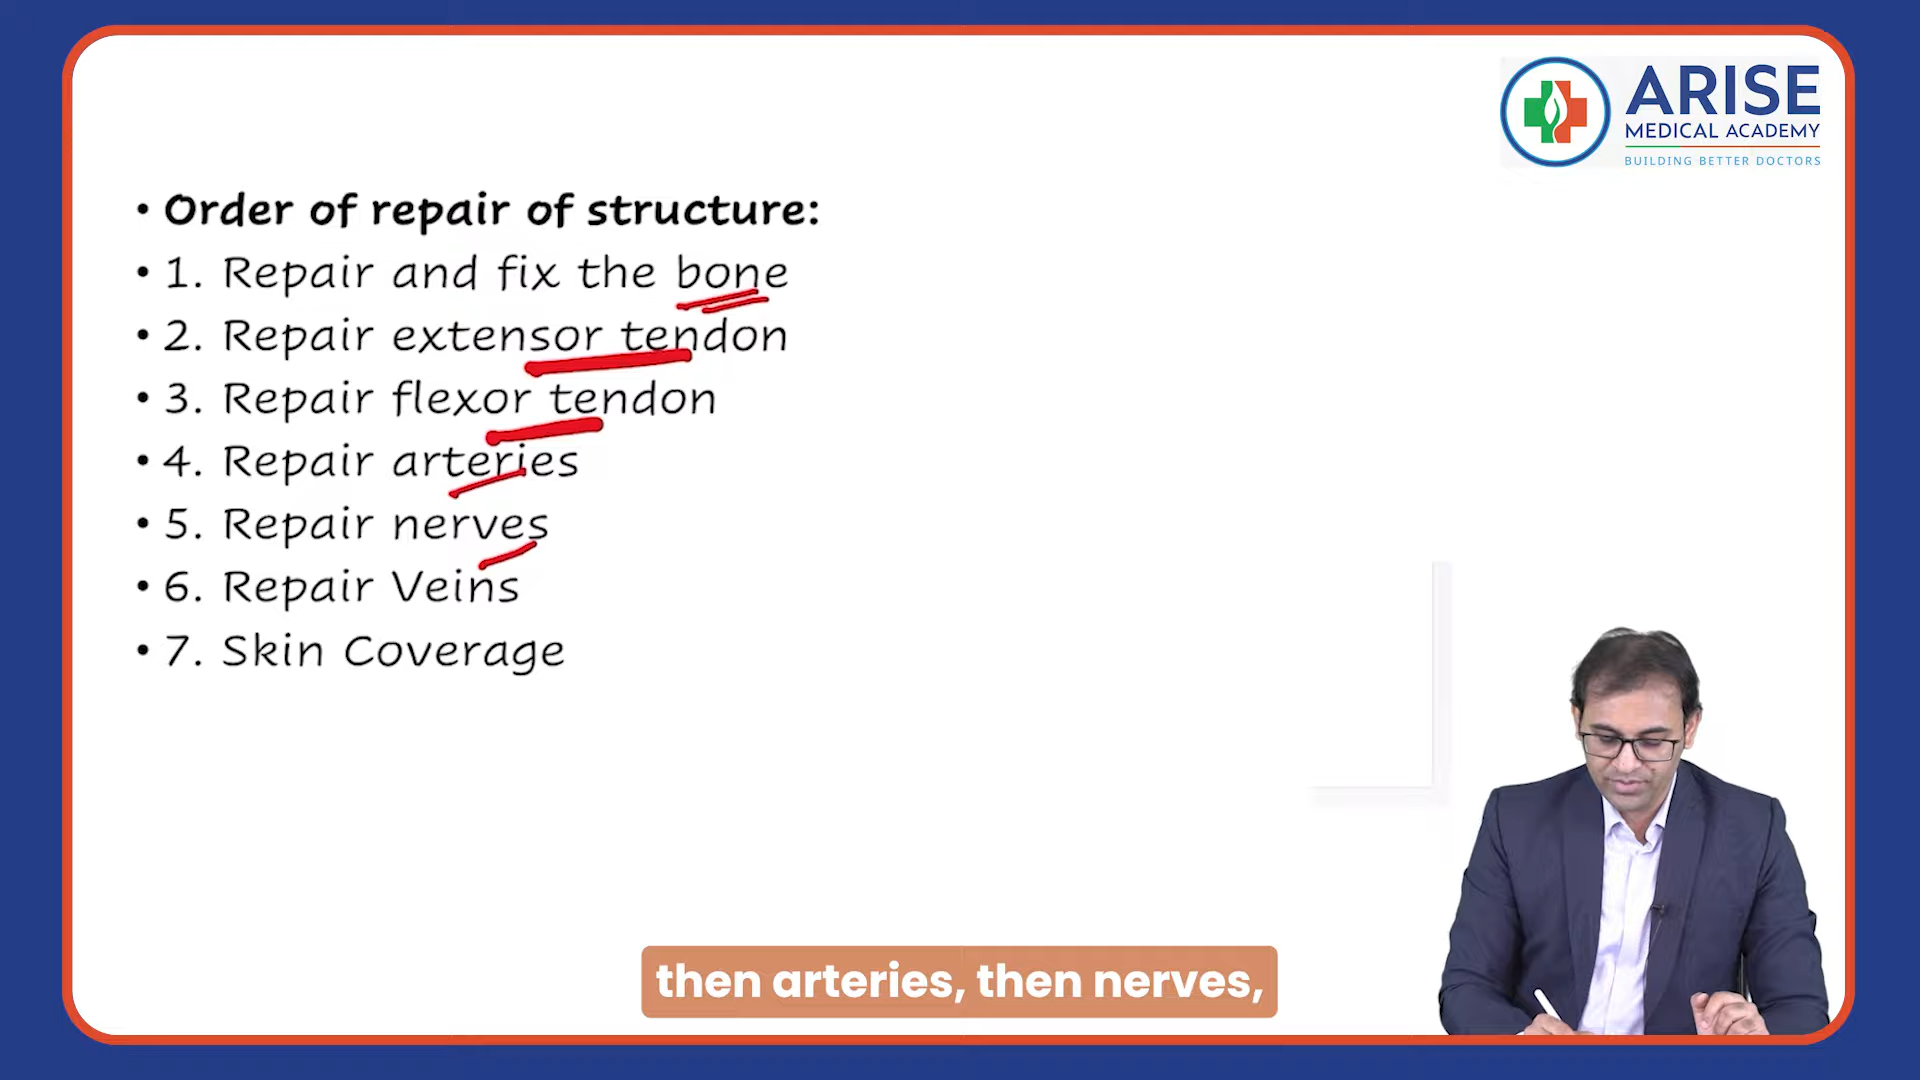 ARISE
MEDICAL ACADEMY
BUILDING BETTER DOCTORS
• Order of repair of structure:
• 1. Repair and fix the bone
• 2. Repair extensor tendon
• 3. Repair flexor tendon
• 4. Repair arteries
• 5. Repair nerves
• 6. Repair Veins
• 7. Skin Coverage
then arteries, then nerves,